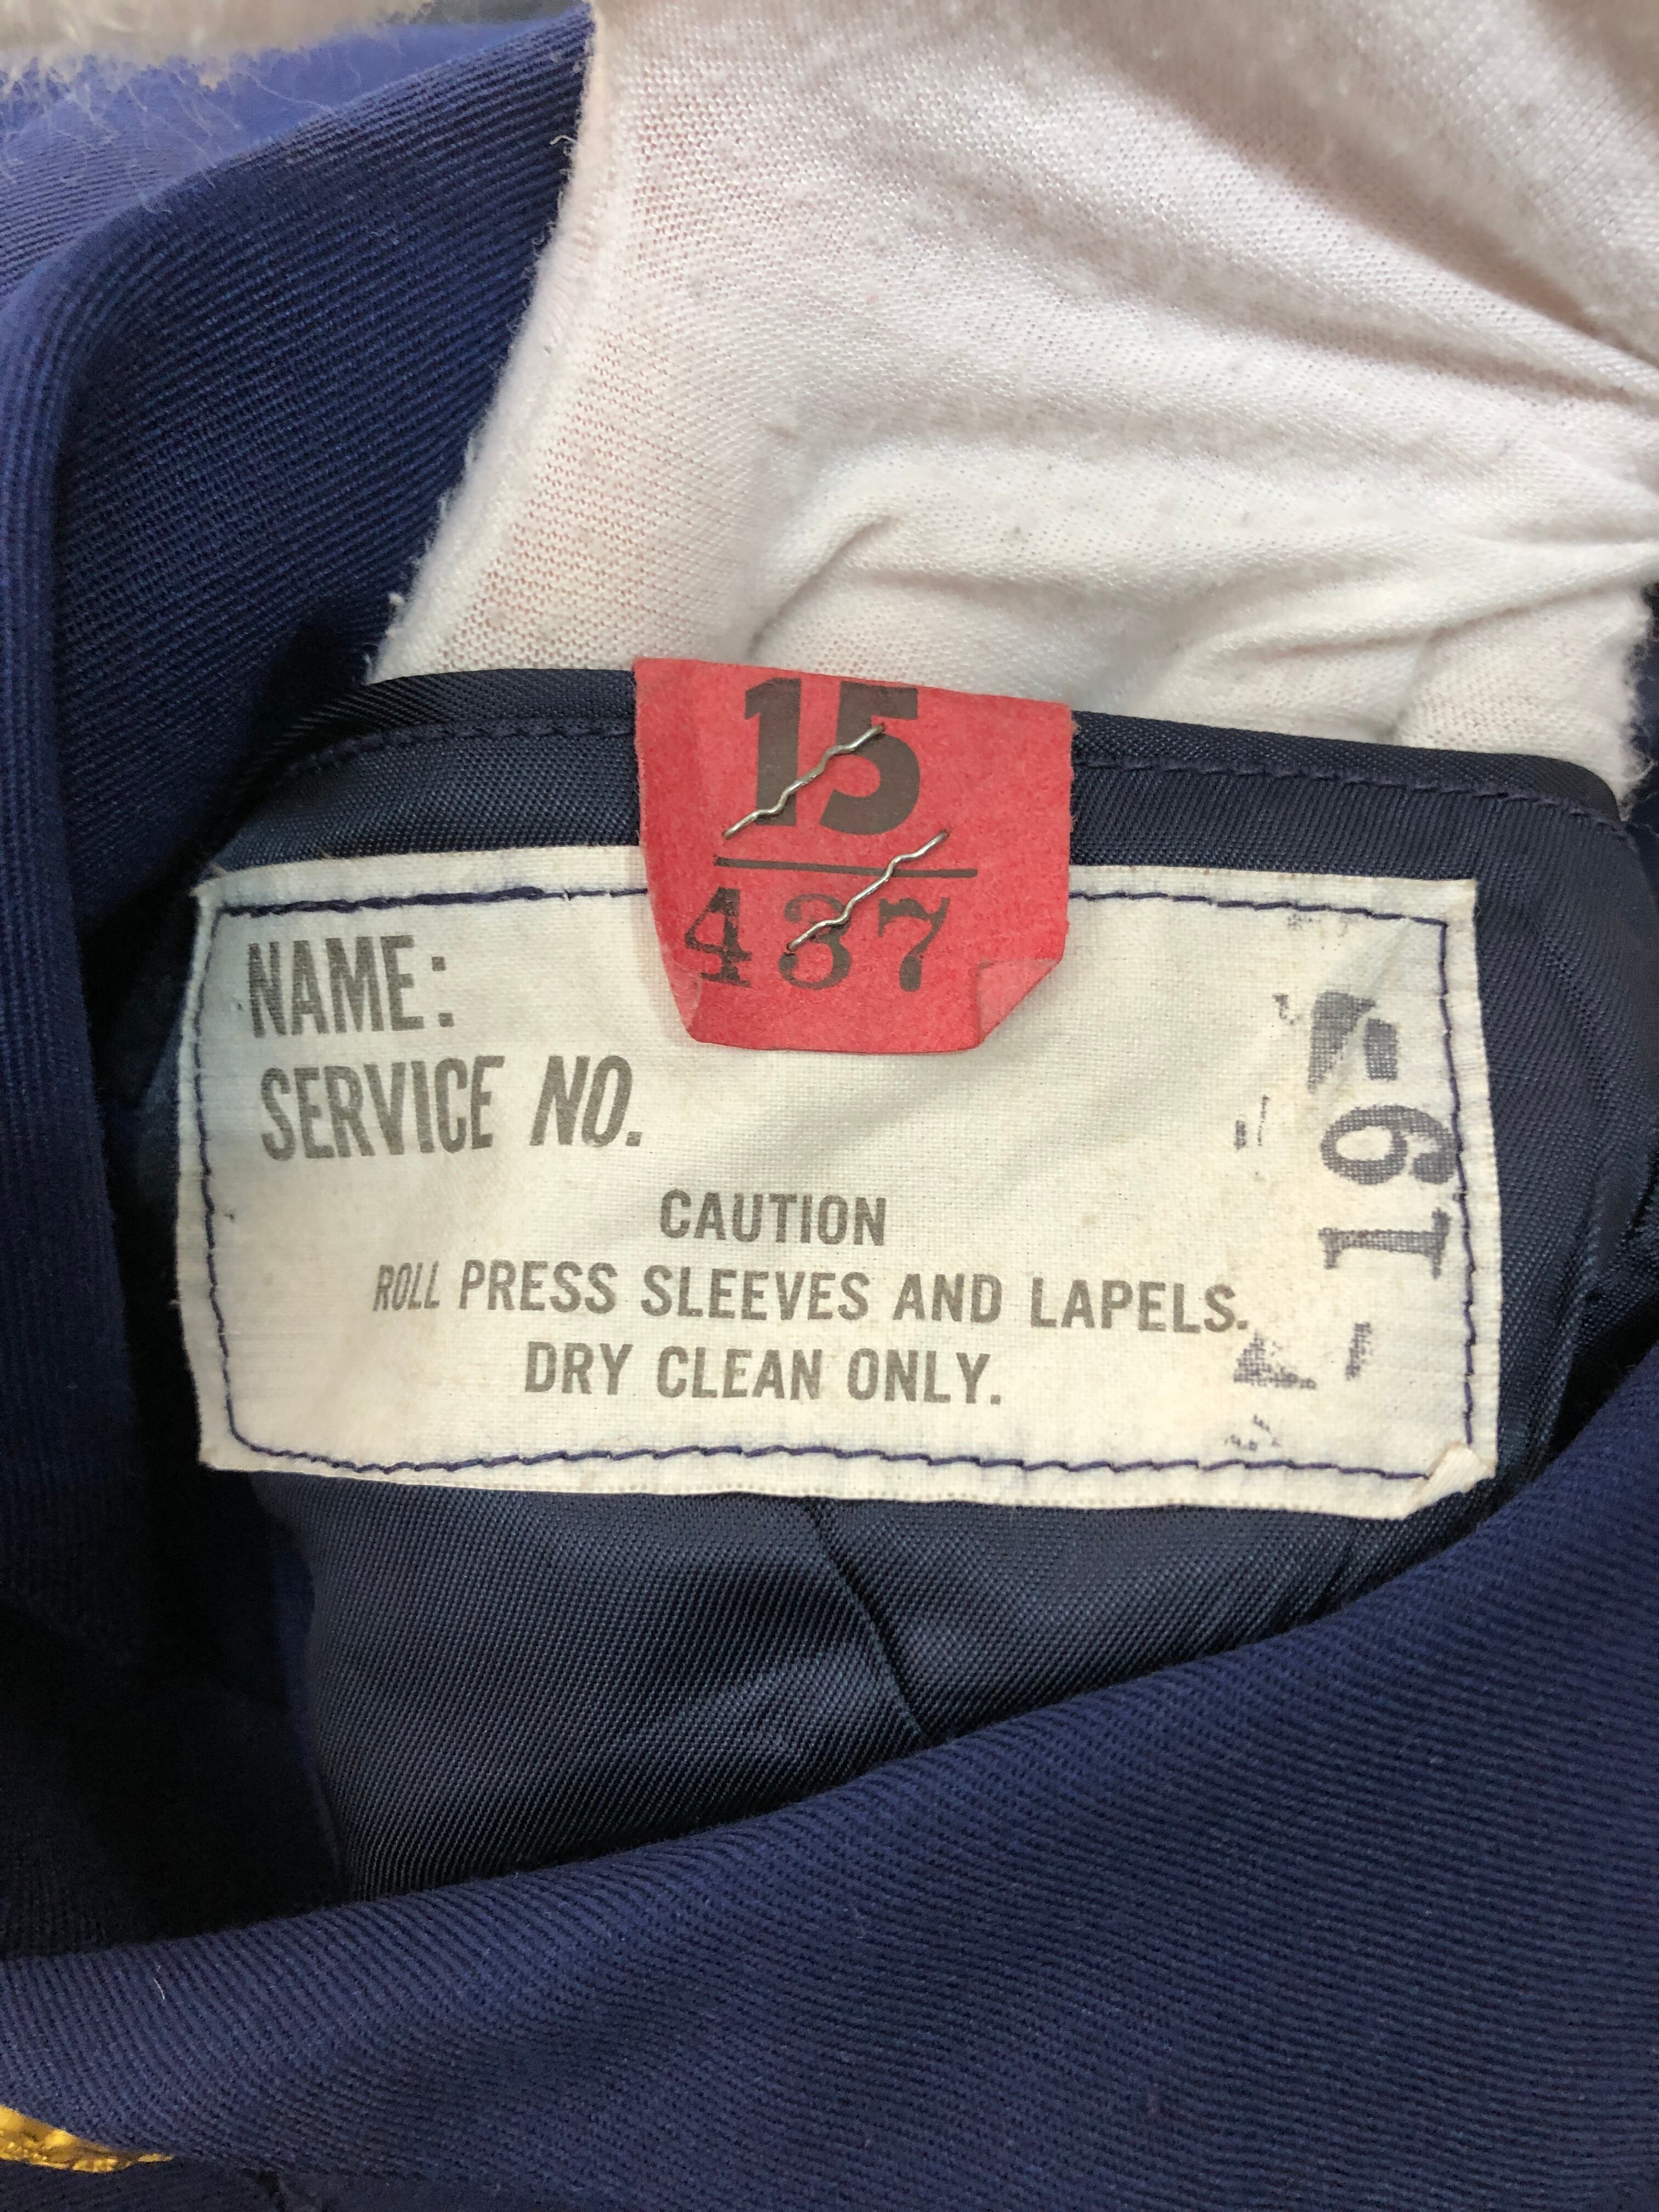 15
437
NAME:
SERVICE NO.
CAUTION
ROLL PRESS SLEEVES AND LAPELS.
DRY CLEAN ONLY.